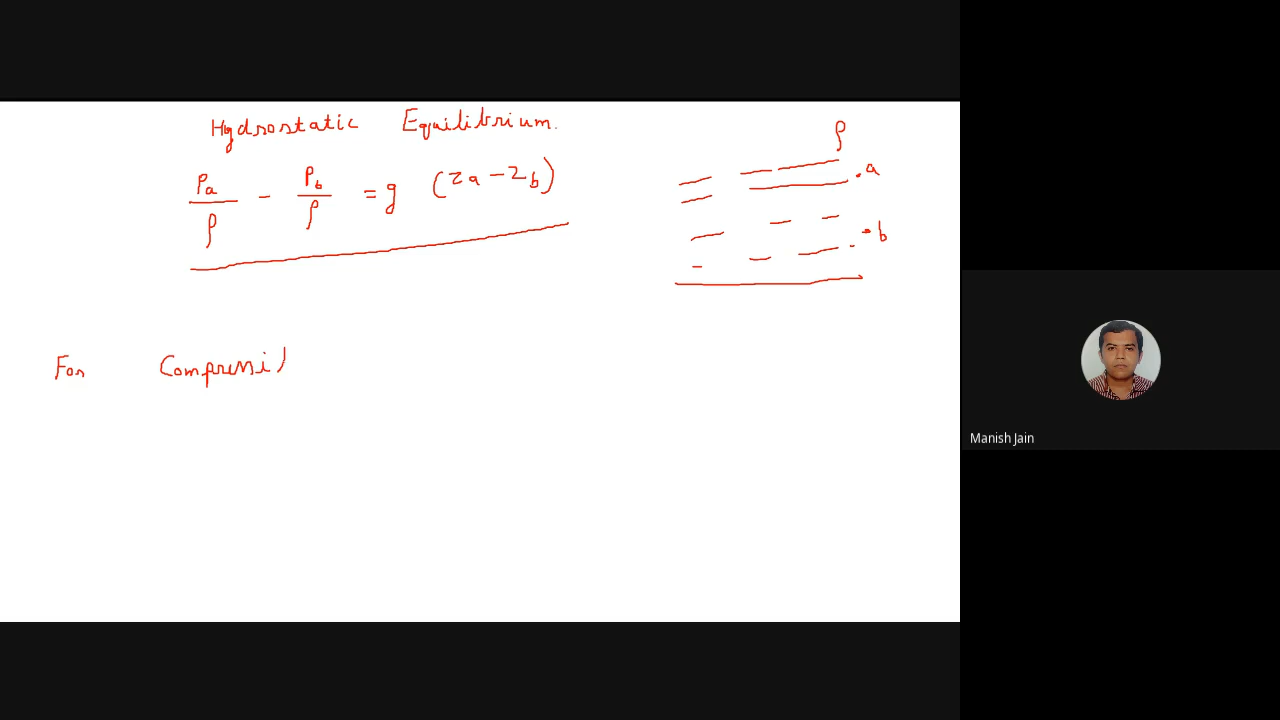 Hydrostatic Equilibrium.
ρ
Pa/ρ - Pb/ρ = g (Za - Zb)
a
b
For Compressi
Manish Jain